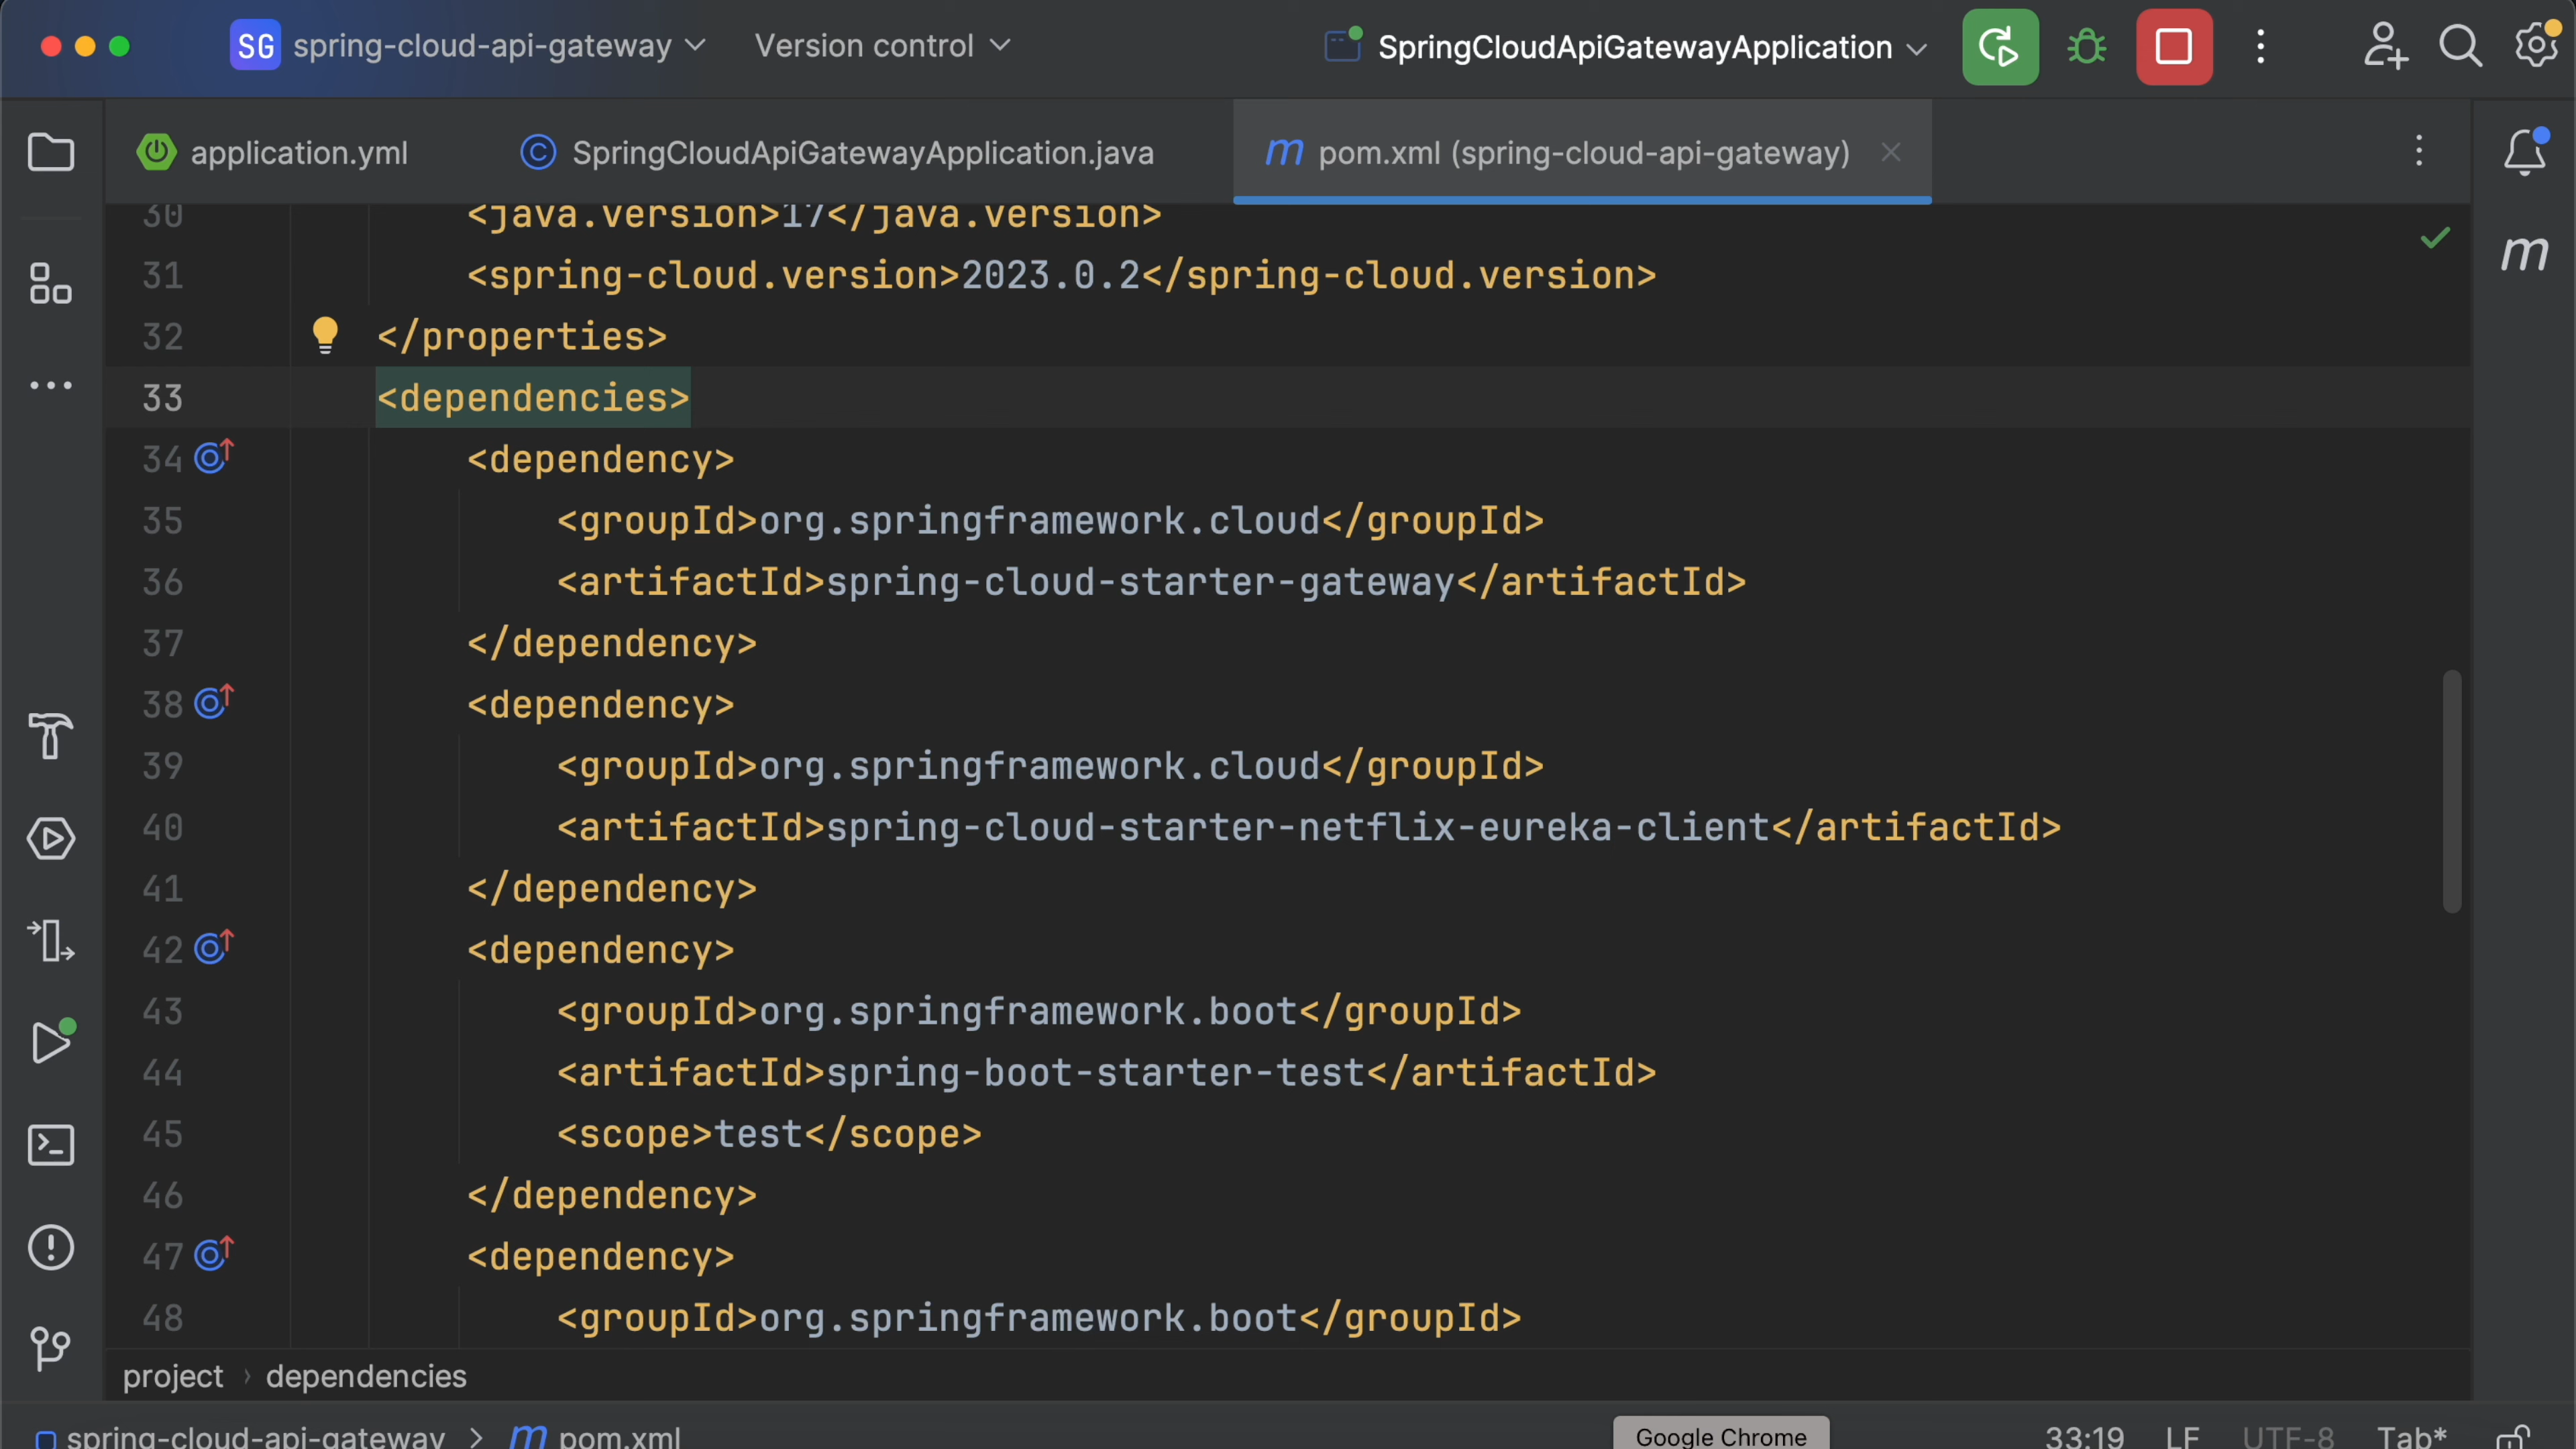 SG spring-cloud-api-gateway Version control SpringCloudApiGatewayApplication
application.yml SpringCloudApiGatewayApplication.java pom.xml (spring-cloud-api-gateway)
30 <java.version>17</java.version>
31 <spring-cloud.version>2023.0.2</spring-cloud.version>
32 </properties>
33 <dependencies>
34 <dependency>
35 <groupId>org.springframework.cloud</groupId>
36 <artifactId>spring-cloud-starter-gateway</artifactId>
37 </dependency>
38 <dependency>
39 <groupId>org.springframework.cloud</groupId>
40 <artifactId>spring-cloud-starter-netflix-eureka-client</artifactId>
41 </dependency>
42 <dependency>
43 <groupId>org.springframework.boot</groupId>
44 <artifactId>spring-boot-starter-test</artifactId>
45 <scope>test</scope>
46 </dependency>
47 <dependency>
48 <groupId>org.springframework.boot</groupId>
project › dependencies
spring-cloud-api-gateway > m pom.xml Google Chrome 33:19 LF UTF-8 Tab*